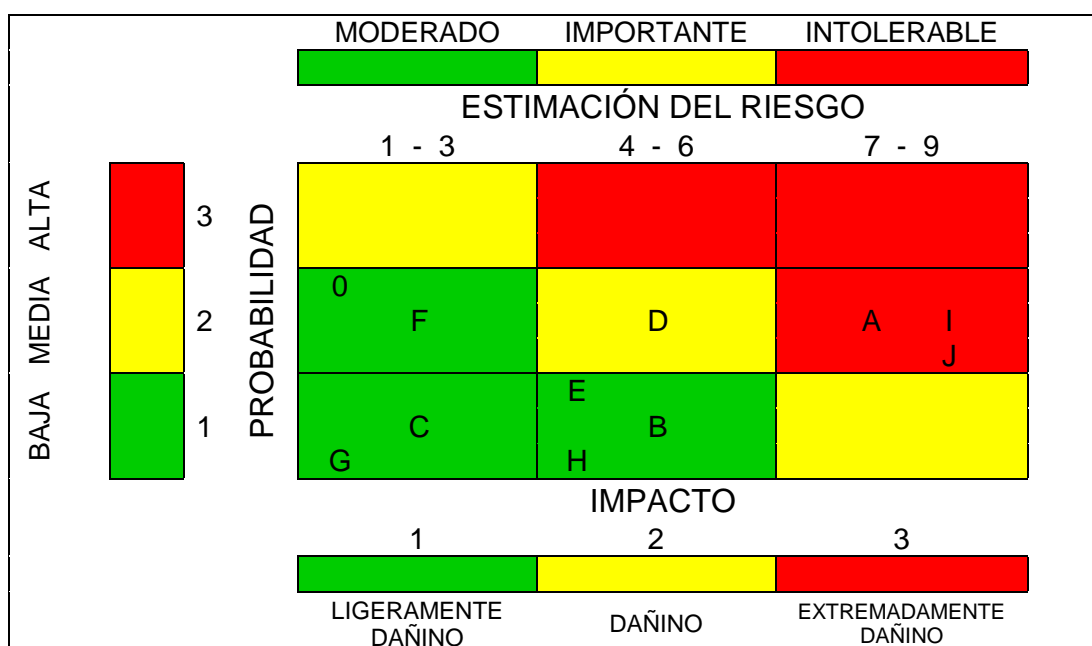 MODERADO IMPORTANTE INTOLERABLE
ESTIMACIÓN DEL RIESGO
1 - 3 4 - 6 7 - 9
BAJA MEDIA ALTA
PROBABILIDAD
3
0
2 F D A I
J
E
1 C B
G H
IMPACTO
1 2 3
LIGERAMENTE DAÑINO
DAÑINO
EXTREMADAMENTE DAÑINO